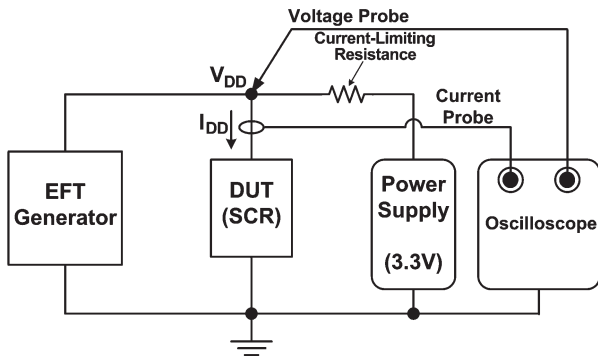 Voltage Probe
Current-Limiting
Resistance
VDD
Current
Probe
IDD
EFT
Generator
DUT
(SCR)
Power
Supply
(3.3V)
Oscilloscope